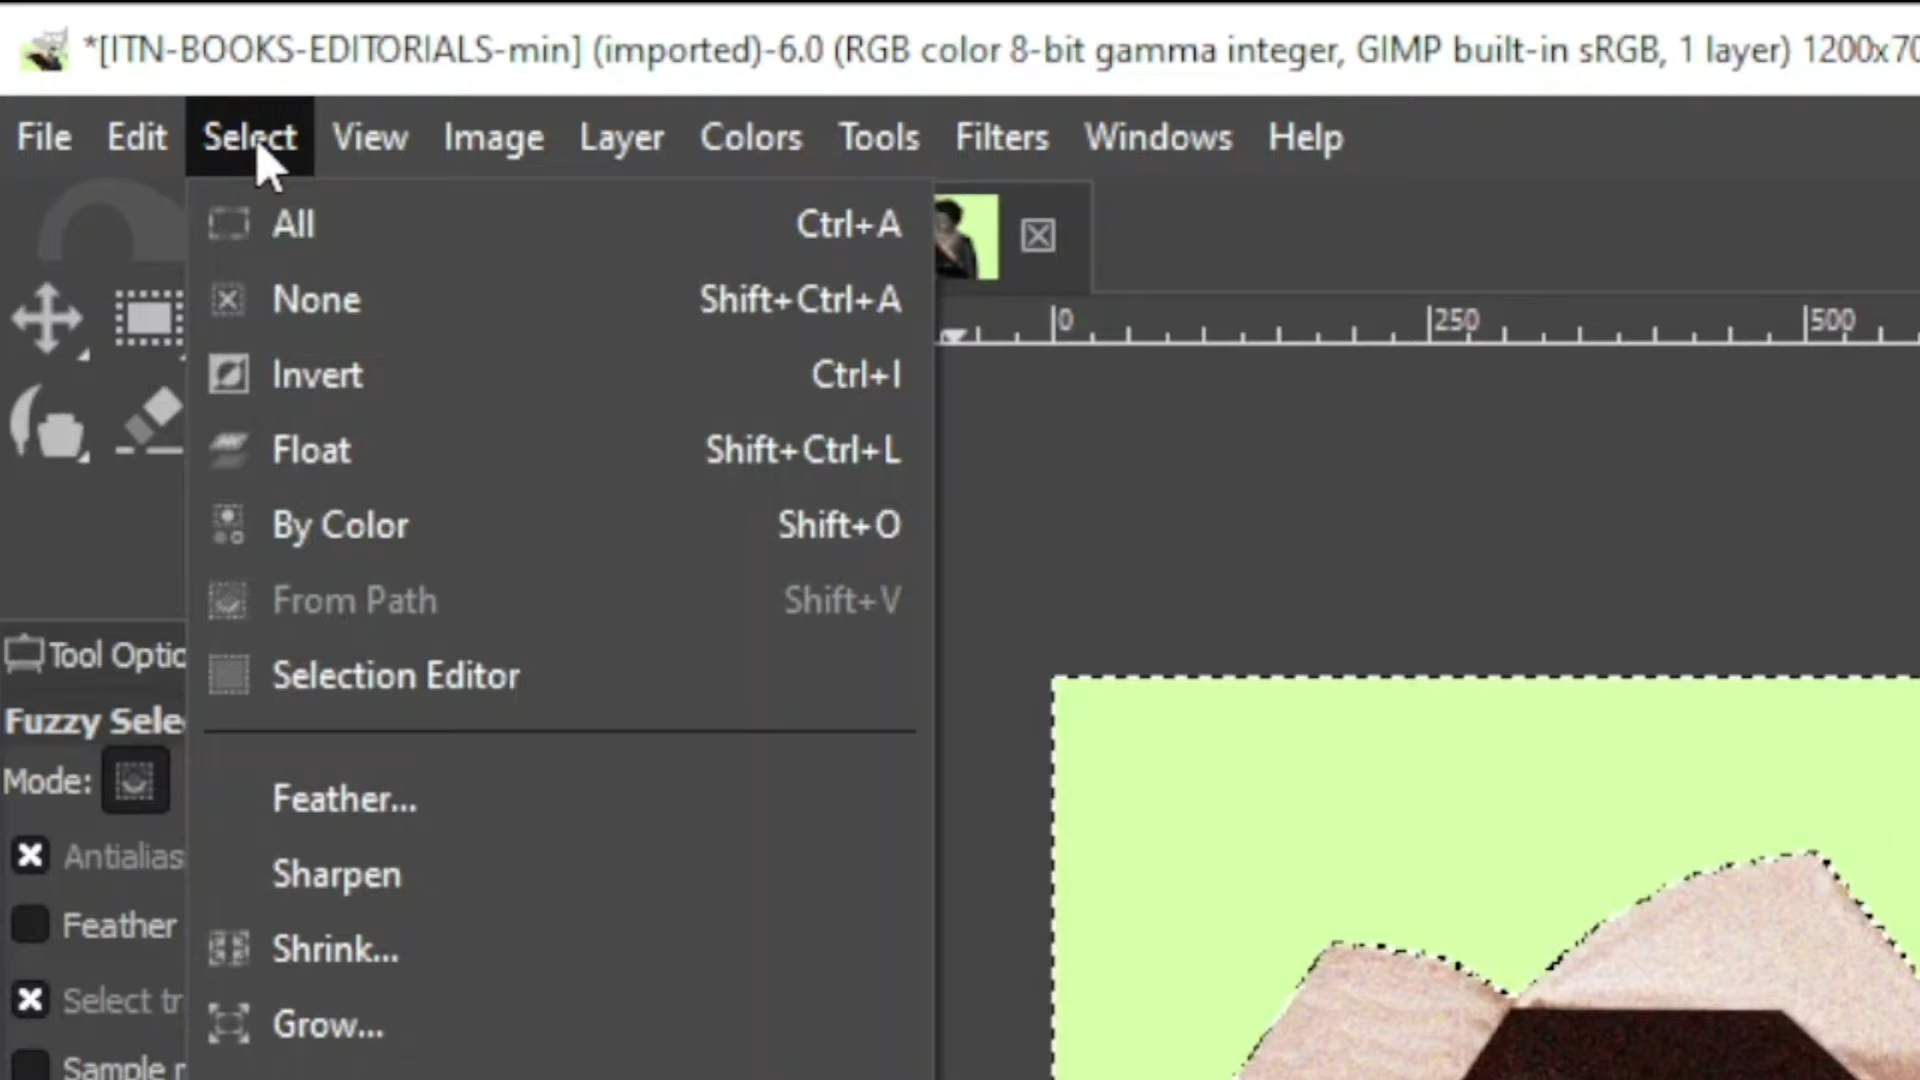 *[ITN-BOOKS-EDITORIALS-min] (imported)-6.0 (RGB color 8-bit gamma integer, GIMP built-in sRGB, 1 layer) 1200x70
File Edit Select View Image Layer Colors Tools Filters Windows Help
All Ctrl+A
None Shift+Ctrl+A
0 250 500
Invert Ctrl+I
Float Shift+Ctrl+L
By Color Shift+O
From Path Shift+V
Tool Optio
Selection Editor
Fuzzy Sele
Mode:
Feather...
Antialias
Sharpen
Feather
Shrink...
Select tr
Grow...
Sample